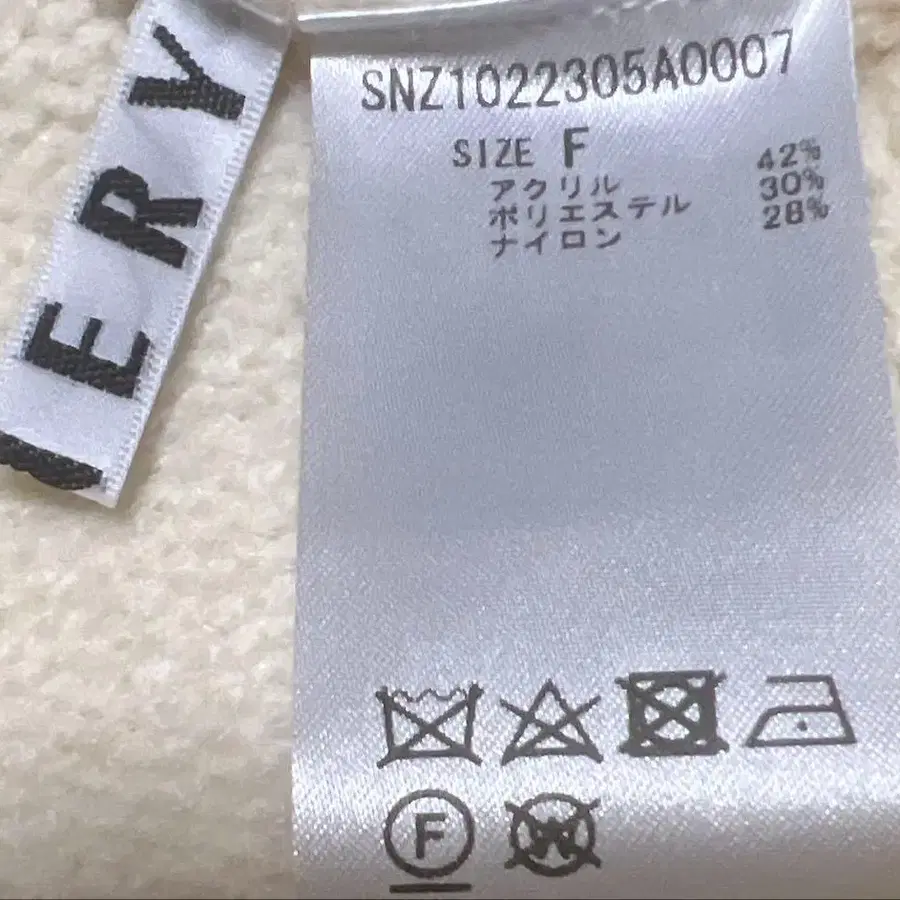 ERY
SNZ1022305A0007
SIZE F
アクリル 42%
ポリエステル 30%
ナイロン 28%
F
W